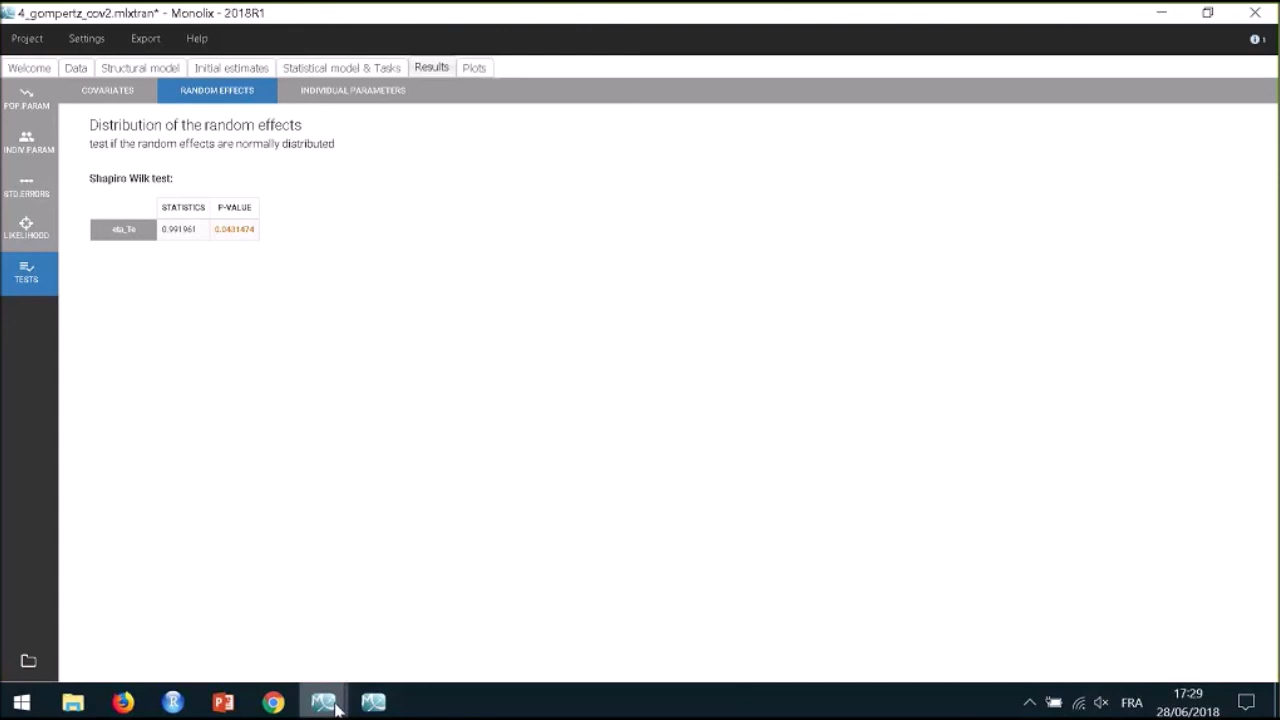 4_gompertz_cov2.mlxtran* - Monolix - 2018R1
Project Settings Export Help
1
Welcome Data Structural model Initial estimates Statistical model & Tasks Results Plots
COVARIATES RANDOM EFFECTS INDIVIDUAL PARAMETERS
POP.PARAM
INDIV.PARAM
STD.ERRORS
LIKELIHOOD
TESTS
Distribution of the random effects
test if the random effects are normally distributed
Shapiro Wilk test:
STATISTICS P-VALUE
eta_Te 0.991961 0.0431474
FRA
17:29
28/06/2018